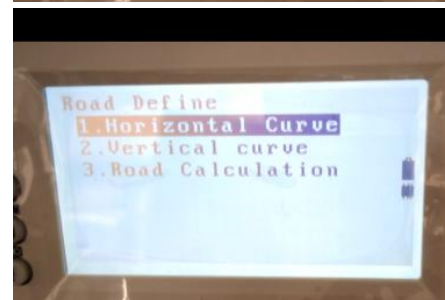 Road Define
1.Horizontal Curve
2.Vertical curve
3.Road Calculation